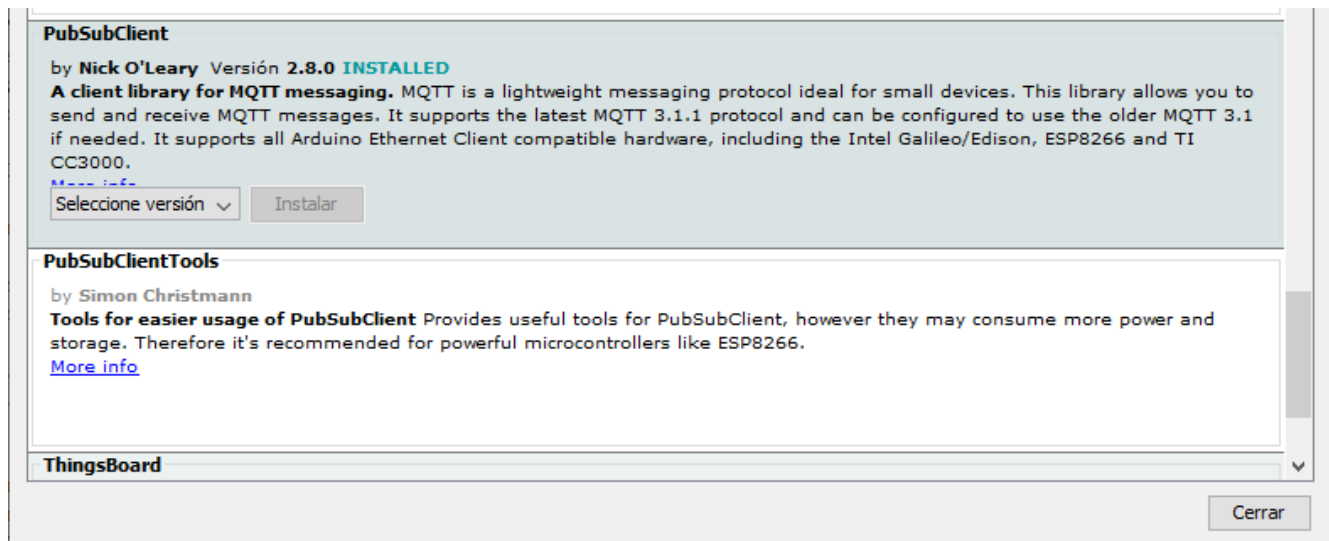 PubSubClient
by Nick O'Leary Versión 2.8.0 INSTALLED
A client library for MQTT messaging. MQTT is a lightweight messaging protocol ideal for small devices. This library allows you to
send and receive MQTT messages. It supports the latest MQTT 3.1.1 protocol and can be configured to use the older MQTT 3.1
if needed. It supports all Arduino Ethernet Client compatible hardware, including the Intel Galileo/Edison, ESP8266 and TI
CC3000.
More info
Seleccione versión Instalar
PubSubClientTools
by Simon Christmann
Tools for easier usage of PubSubClient Provides useful tools for PubSubClient, however they may consume more power and
storage. Therefore it's recommended for powerful microcontrollers like ESP8266.
More info
ThingsBoard
Cerrar